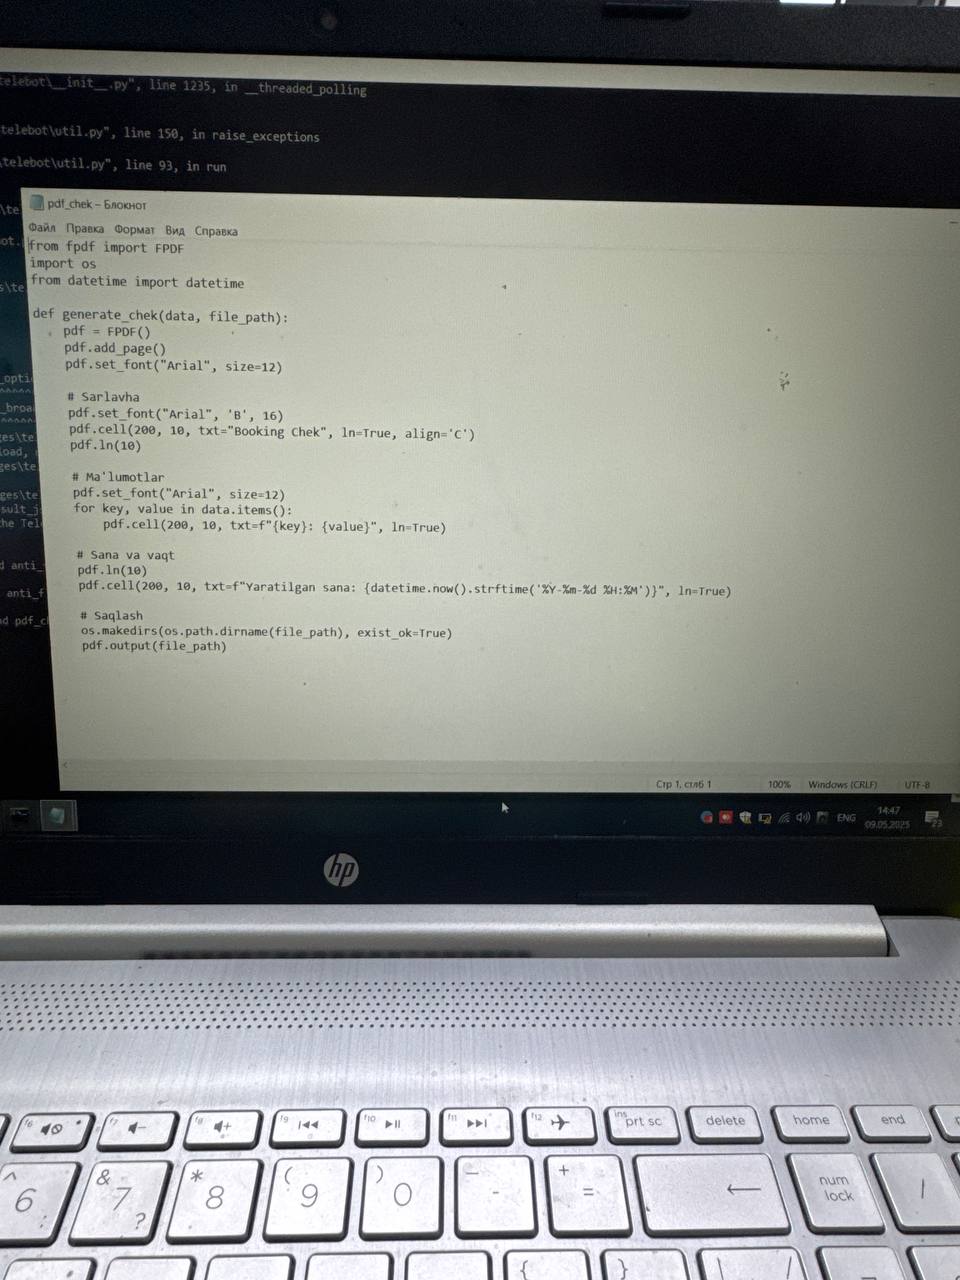 telebot\__init__.py", line 1235, in __threaded_polling
telebot\util.py", line 150, in raise_exceptions
telebot\util.py", line 93, in run
\te
ot.
s\te
_opti
^^^^^
_broa
^^^^^
ges\te
load,
ges\te
ges\te
sult_j
he Tel
d anti_
anti_f
nd pdf_c
pdf_chek – Блокнот
Файл Правка Формат Вид Справка
from fpdf import FPDF
import os
from datetime import datetime
def generate_chek(data, file_path):
pdf = FPDF()
pdf.add_page()
pdf.set_font("Arial", size=12)
# Sarlavha
pdf.set_font("Arial", 'B', 16)
pdf.cell(200, 10, txt="Booking Chek", ln=True, align='C')
pdf.ln(10)
# Ma'lumotlar
pdf.set_font("Arial", size=12)
for key, value in data.items():
pdf.cell(200, 10, txt=f"{key}: {value}", ln=True)
# Sana va vaqt
pdf.ln(10)
pdf.cell(200, 10, txt=f"Yaratilgan sana: {datetime.now().strftime('%Y-%m-%d %H:%M')}", ln=True)
# Saqlash
os.makedirs(os.path.dirname(file_path), exist_ok=True)
pdf.output(file_path)
Стр 1, стлб 1 100% Windows (CRLF) UTF-8
ENG 14:47
09.05.2025 23
hp
f6 f7 f8 f9 f10 f11 f12 ins prt sc delete home end
^ 6 : & 7 ? * 8 ( 9 ) 0 _ - + = num lock /
{ }